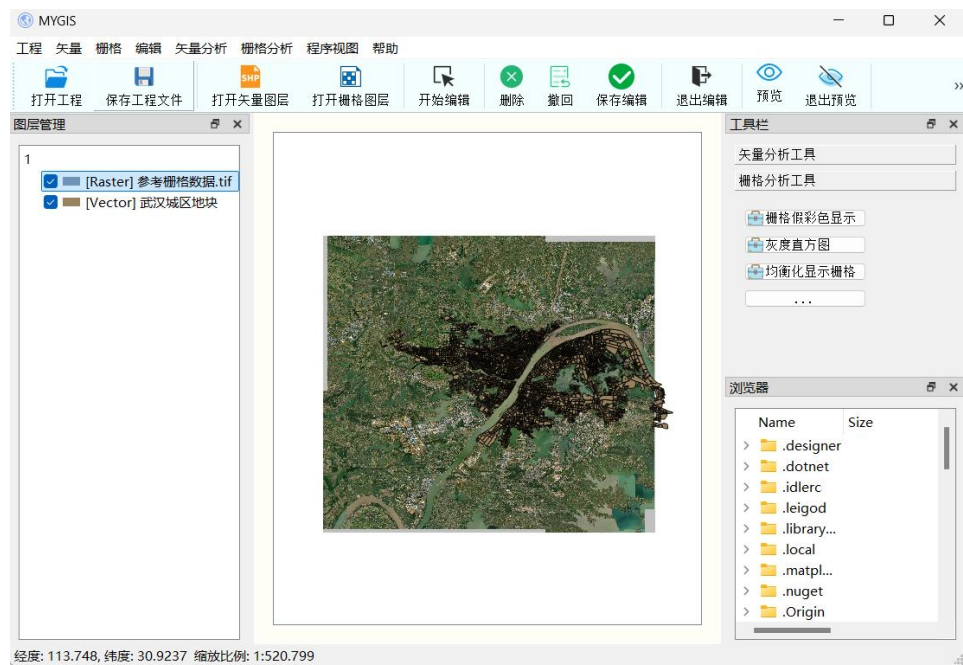 MYGIS
工程 矢量 栅格 编辑 矢量分析 栅格分析 程序视图 帮助
SHP
打开工程 保存工程文件 打开矢量图层 打开栅格图层 开始编辑 删除 撤回 保存编辑 退出编辑 预览 退出预览 »
图层管理
1
[Raster] 参考栅格数据.tif
[Vector] 武汉城区地块
工具栏
矢量分析工具
栅格分析工具
栅格假彩色显示
灰度直方图
均衡化显示栅格
...
浏览器
Name Size
.designer
.dotnet
.idlerc
.leigod
.library...
.local
.matpl...
.nuget
.Origin
经度: 113.748, 纬度: 30.9237 缩放比例: 1:520.799